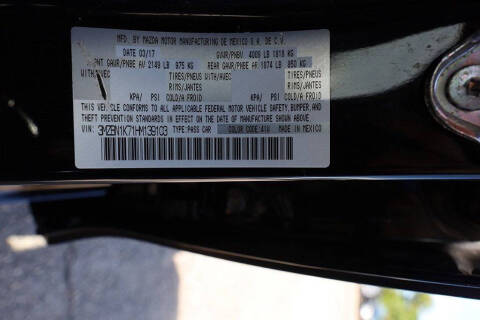 MFD. BY MAZDA MOTOR MANUFACTURING DE MEXICO S.A. DE C.V.
DATE 03/17 GVWR/PNBV 4009 LB 1818 KG
FRONT GAWR/PNBE AV 2149 LB 975 KG REAR GAWR/PNBE AR 1874 LB 850 KG
WITH/AVEC TIRES/PNEUS WITH/AVEC TIRES/PNEUS
RIMS/JANTES RIMS/JANTES
KPA/ PSI COLD/A FROID KPA/ PSI COLD/A FROID
THIS VEHICLE CONFORMS TO ALL APPLICABLE FEDERAL MOTOR VEHICLE SAFETY, BUMPER, AND
THEFT PREVENTION STANDARDS IN EFFECT ON THE DATE OF MANUFACTURE SHOWN ABOVE.
VIN: 3MZBN1K71HM139103 TYPE: PASS CAR COLOR CODE: 41W MADE IN MEXICO